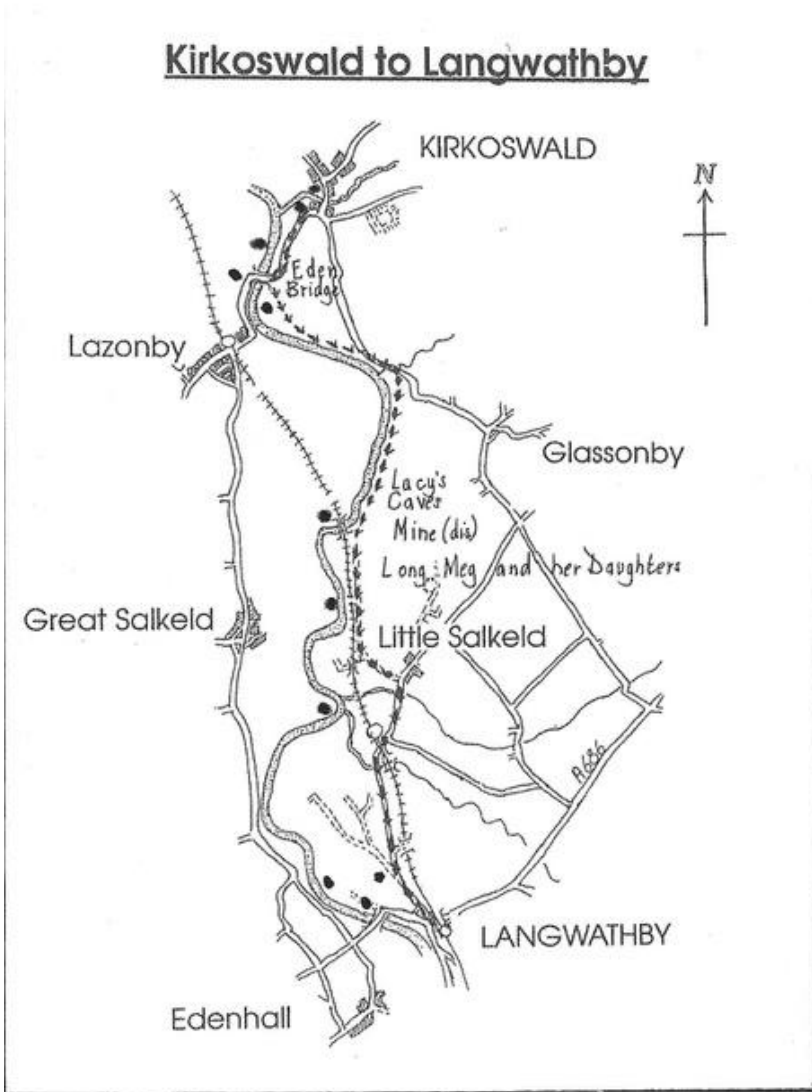 Kirkoswald to Langwathby
KIRKOSWALD
N
Eden
Bridge
Lazonby
Glassonby
Lacy's
Caves
Mine (dis)
Long Meg and her Daughters
Great Salkeld
Little Salkeld
A686
LANGWATHBY
Edenhall